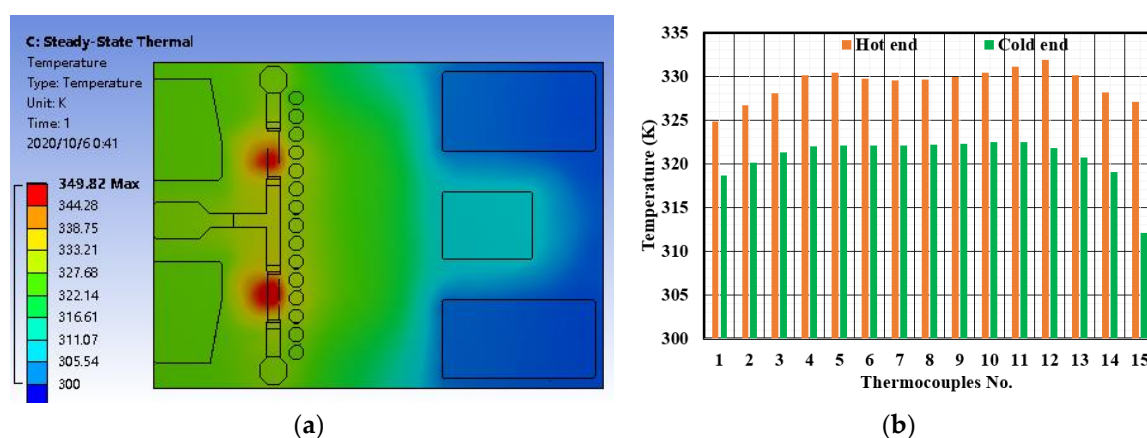 C: Steady-State Thermal
Temperature
Type: Temperature
Unit: K
Time: 1
2020/10/6 0:41
349.82 Max
344.28
338.75
333.21
327.68
322.14
316.61
311.07
305.54
300
(a)
Hot end Cold end
335
330
325
320
315
310
305
300
Temperature (K)
1 2 3 4 5 6 7 8 9 10 11 12 13 14 15
Thermocouples No.
(b)